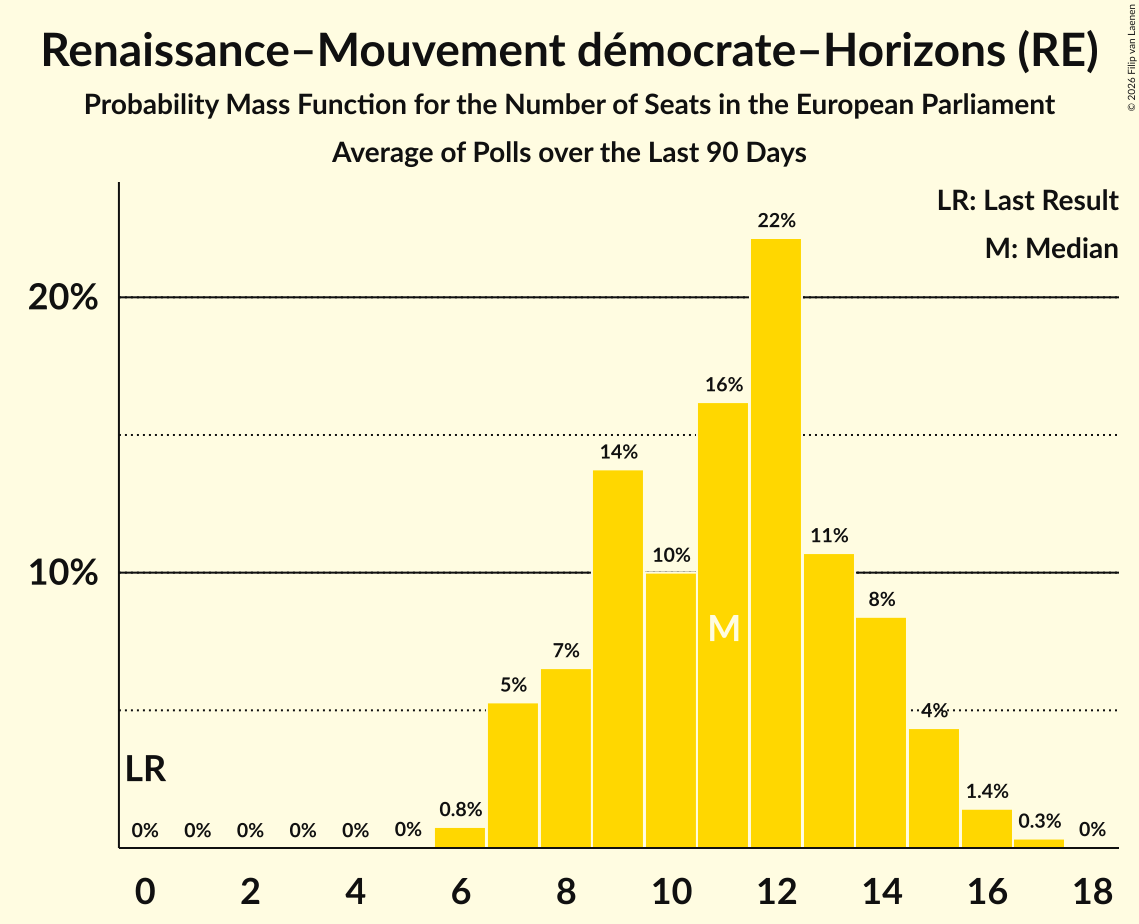 Renaissance–Mouvement démocrate–Horizons (RE)
Probability Mass Function for the Number of Seats in the European Parliament
Average of Polls over the Last 90 Days
© 2026 Filip van Laenen
LR: Last Result
M: Median
22%
20%
16%
14%
11%
10%
10%
8%
M
7%
5%
4%
LR
1.4%
0.8%
0.3%
0% 0% 0% 0% 0% 0% 0%
0 2 4 6 8 10 12 14 16 18